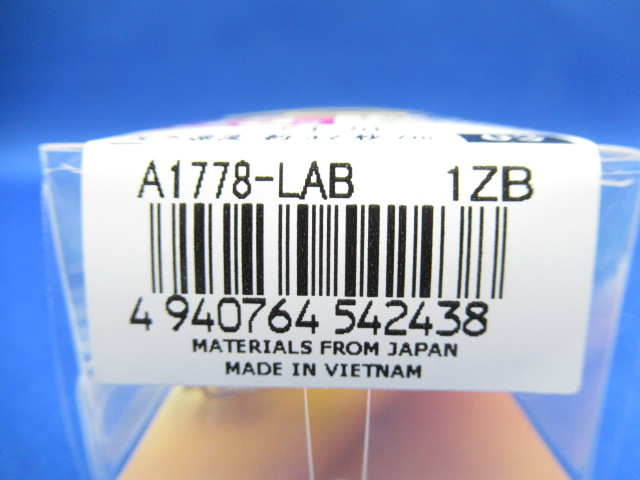 A1778-LAB 1ZB
4 940764 542438
MATERIALS FROM JAPAN
MADE IN VIETNAM